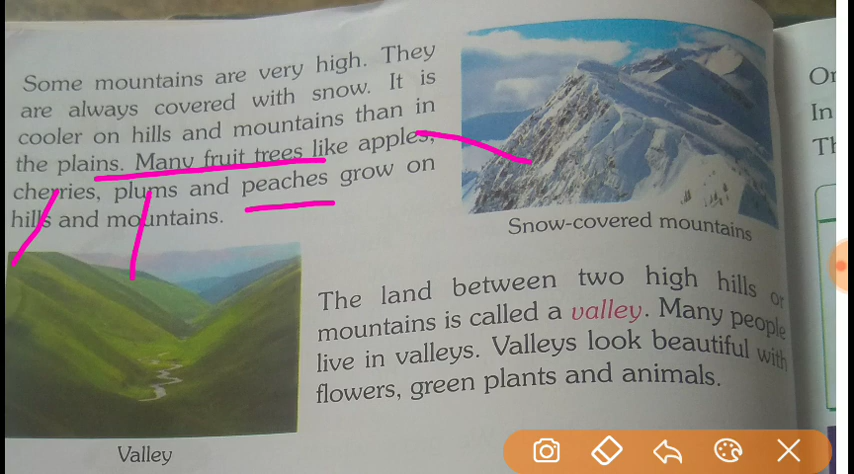 Some mountains are very high. They
are always covered with snow. It is
cooler on hills and mountains than in
the plains. Many fruit trees like apples,
cherries, plums and peaches grow on
hills and mountains.
Snow-covered mountains
The land between two high hills or
mountains is called a valley. Many people
live in valleys. Valleys look beautiful with
flowers, green plants and animals.
Valley
In